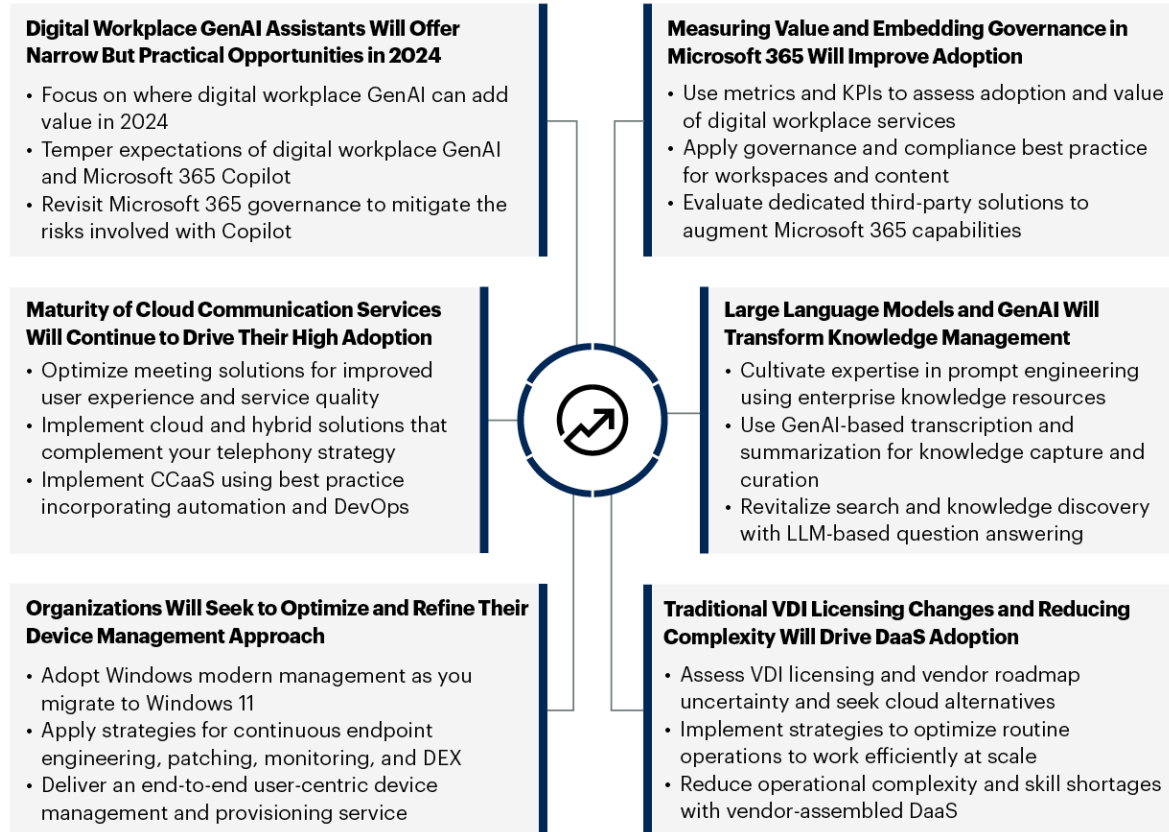 Digital Workplace GenAI Assistants Will Offer
Narrow But Practical Opportunities in 2024
• Focus on where digital workplace GenAI can add
value in 2024
• Temper expectations of digital workplace GenAI
and Microsoft 365 Copilot
• Revisit Microsoft 365 governance to mitigate the
risks involved with Copilot
Measuring Value and Embedding Governance in
Microsoft 365 Will Improve Adoption
• Use metrics and KPIs to assess adoption and value
of digital workplace services
• Apply governance and compliance best practice
for workspaces and content
• Evaluate dedicated third-party solutions to
augment Microsoft 365 capabilities
Maturity of Cloud Communication Services
Will Continue to Drive Their High Adoption
• Optimize meeting solutions for improved
user experience and service quality
• Implement cloud and hybrid solutions that
complement your telephony strategy
• Implement CCaaS using best practice
incorporating automation and DevOps
Large Language Models and GenAI Will
Transform Knowledge Management
• Cultivate expertise in prompt engineering
using enterprise knowledge resources
• Use GenAI-based transcription and
summarization for knowledge capture and
curation
• Revitalize search and knowledge discovery
with LLM-based question answering
Organizations Will Seek to Optimize and Refine Their
Device Management Approach
• Adopt Windows modern management as you
migrate to Windows 11
• Apply strategies for continuous endpoint
engineering, patching, monitoring, and DEX
• Deliver an end-to-end user-centric device
management and provisioning service
Traditional VDI Licensing Changes and Reducing
Complexity Will Drive DaaS Adoption
• Assess VDI licensing and vendor roadmap
uncertainty and seek cloud alternatives
• Implement strategies to optimize routine
operations to work efficiently at scale
• Reduce operational complexity and skill shortages
with vendor-assembled DaaS